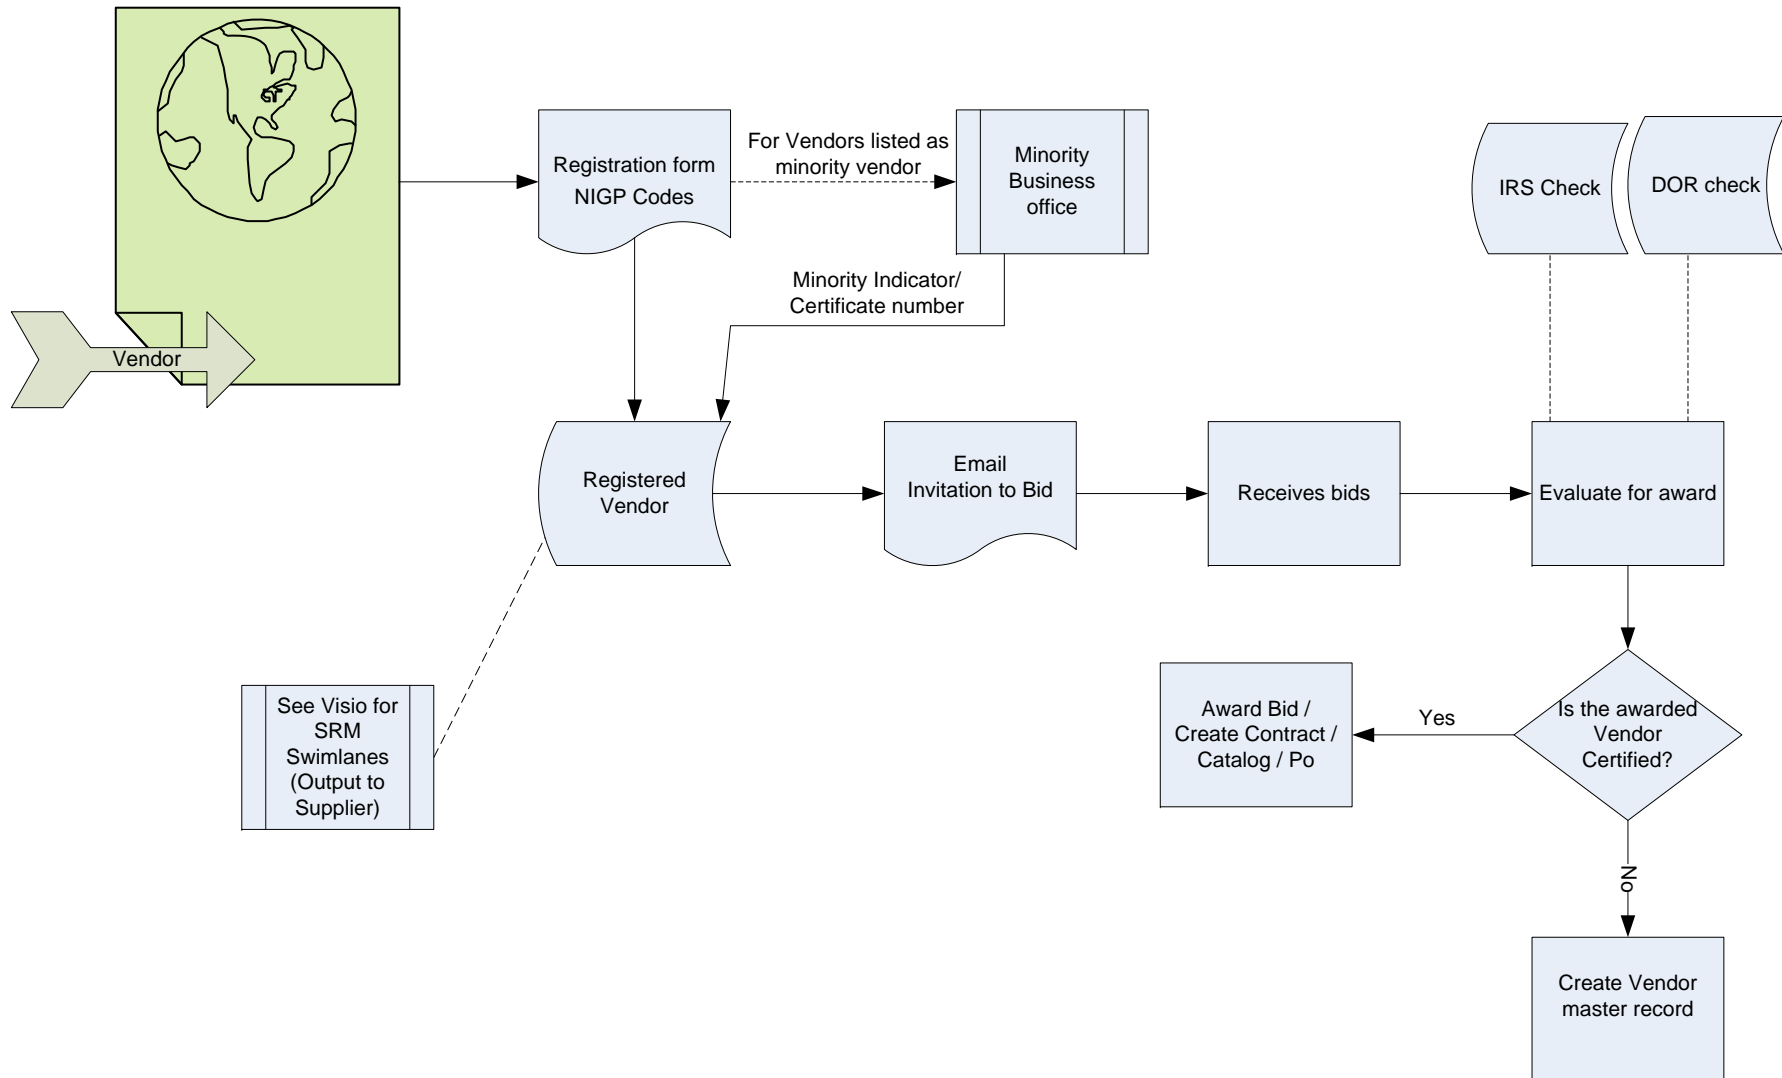 Vendor
Registration form
NIGP Codes
For Vendors listed as
minority vendor
Minority
Business
office
Minority Indicator/
Certificate number
IRS Check
DOR check
Registered
Vendor
Email
Invitation to Bid
Receives bids
Evaluate for award
See Visio for
SRM
Swimlanes
(Output to
Supplier)
Award Bid /
Create Contract /
Catalog / Po
Yes
Is the awarded
Vendor
Certified?
No
Create Vendor
master record